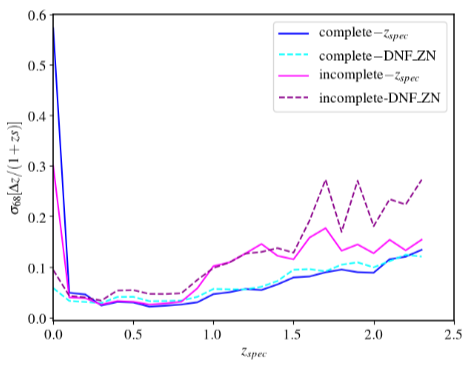 0.6
complete−z_spec
complete−DNF_ZN
incomplete−z_spec
incomplete-DNF_ZN
0.5
0.4
0.3
0.2
0.1
0.0
σ₆₈[Δz/(1+zs)]
0.0 0.5 1.0 1.5 2.0 2.5
z_spec